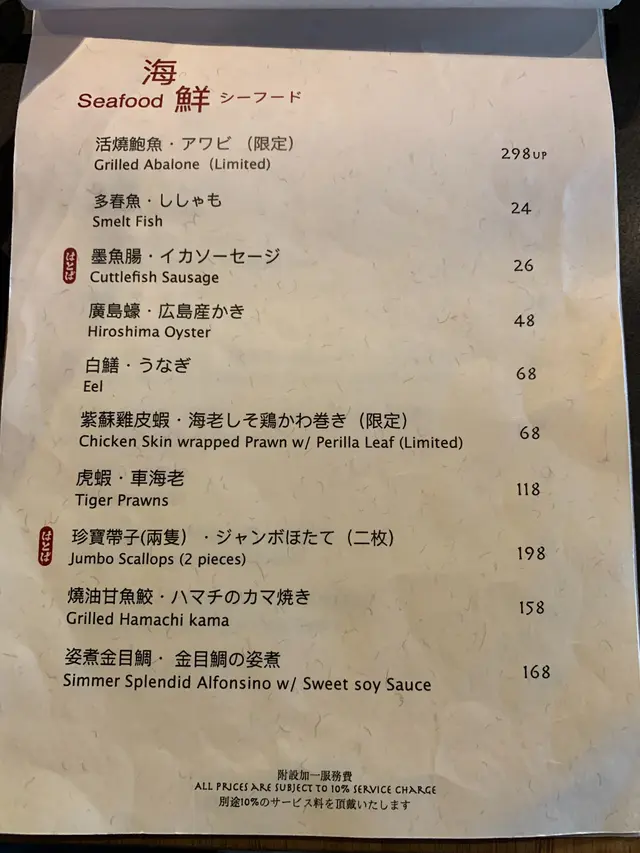 海
Seafood 鮮 シーフード
活燒鮑魚・アワビ (限定)
Grilled Abalone (Limited)
298UP
多春魚・ししゃも
Smelt Fish
24
はとば
墨魚腸・イカソーセージ
Cuttlefish Sausage
26
廣島蠔・広島産かき
Hiroshima Oyster
48
白鱔・うなぎ
Eel
68
紫蘇雞皮蝦・海老しそ鶏かわ巻き (限定)
Chicken Skin wrapped Prawn w/ Perilla Leaf (Limited)
68
虎蝦・車海老
Tiger Prawns
118
はとば
珍寶帶子(兩隻)・ジャンボほたて (二枚)
Jumbo Scallops (2 pieces)
198
燒油甘魚鮫・ハマチのカマ焼き
Grilled Hamachi kama
158
姿煮金目鯛・金目鯛の姿煮
Simmer Splendid Alfonsino w/ Sweet soy Sauce
168
附設加一服務費
ALL PRICES ARE SUBJECT TO 10% SERVICE CHARGE
別途10%のサービス料を頂戴いたします